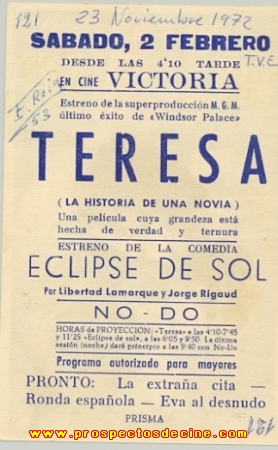 121 23 Noviembre 1972
SABADO, 2 FEBRERO
T.V.E.
DESDE LAS 4'10 TARDE
EN CINE VICTORIA
Estreno de la superproducción M. G. M.
último éxito de «Windsor Palace»
53
TERESA
(LA HISTORIA DE UNA NOVIA)
Una película cuya grandeza está
hecha de verdad y ternura
ESTRENO DE LA COMEDIA
ECLIPSE DE SOL
Por Libertad Lamarque y Jorge Rigaud
NO-DO
HORAS de PROYECCION: «Teresa» a las 4'10-7'45
y 11'25 «Eclipse de sol», a las 6'05 y 9'50. La última
sesión (noche) dará principio a las 9'40 con No-Do
Programa autorizado para mayores
PRONTO: La extraña cita —
Ronda española — Eva al desnudo
PRISMA
121
www.prospectosdecine.com